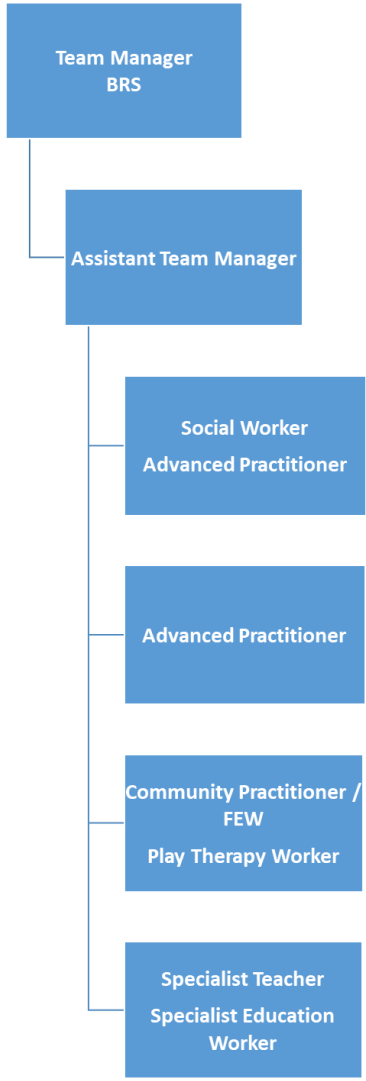 Team Manager
BRS
Assistant Team Manager
Social Worker
Advanced Practitioner
Advanced Practitioner
Community Practitioner /
FEW
Play Therapy Worker
Specialist Teacher
Specialist Education
Worker